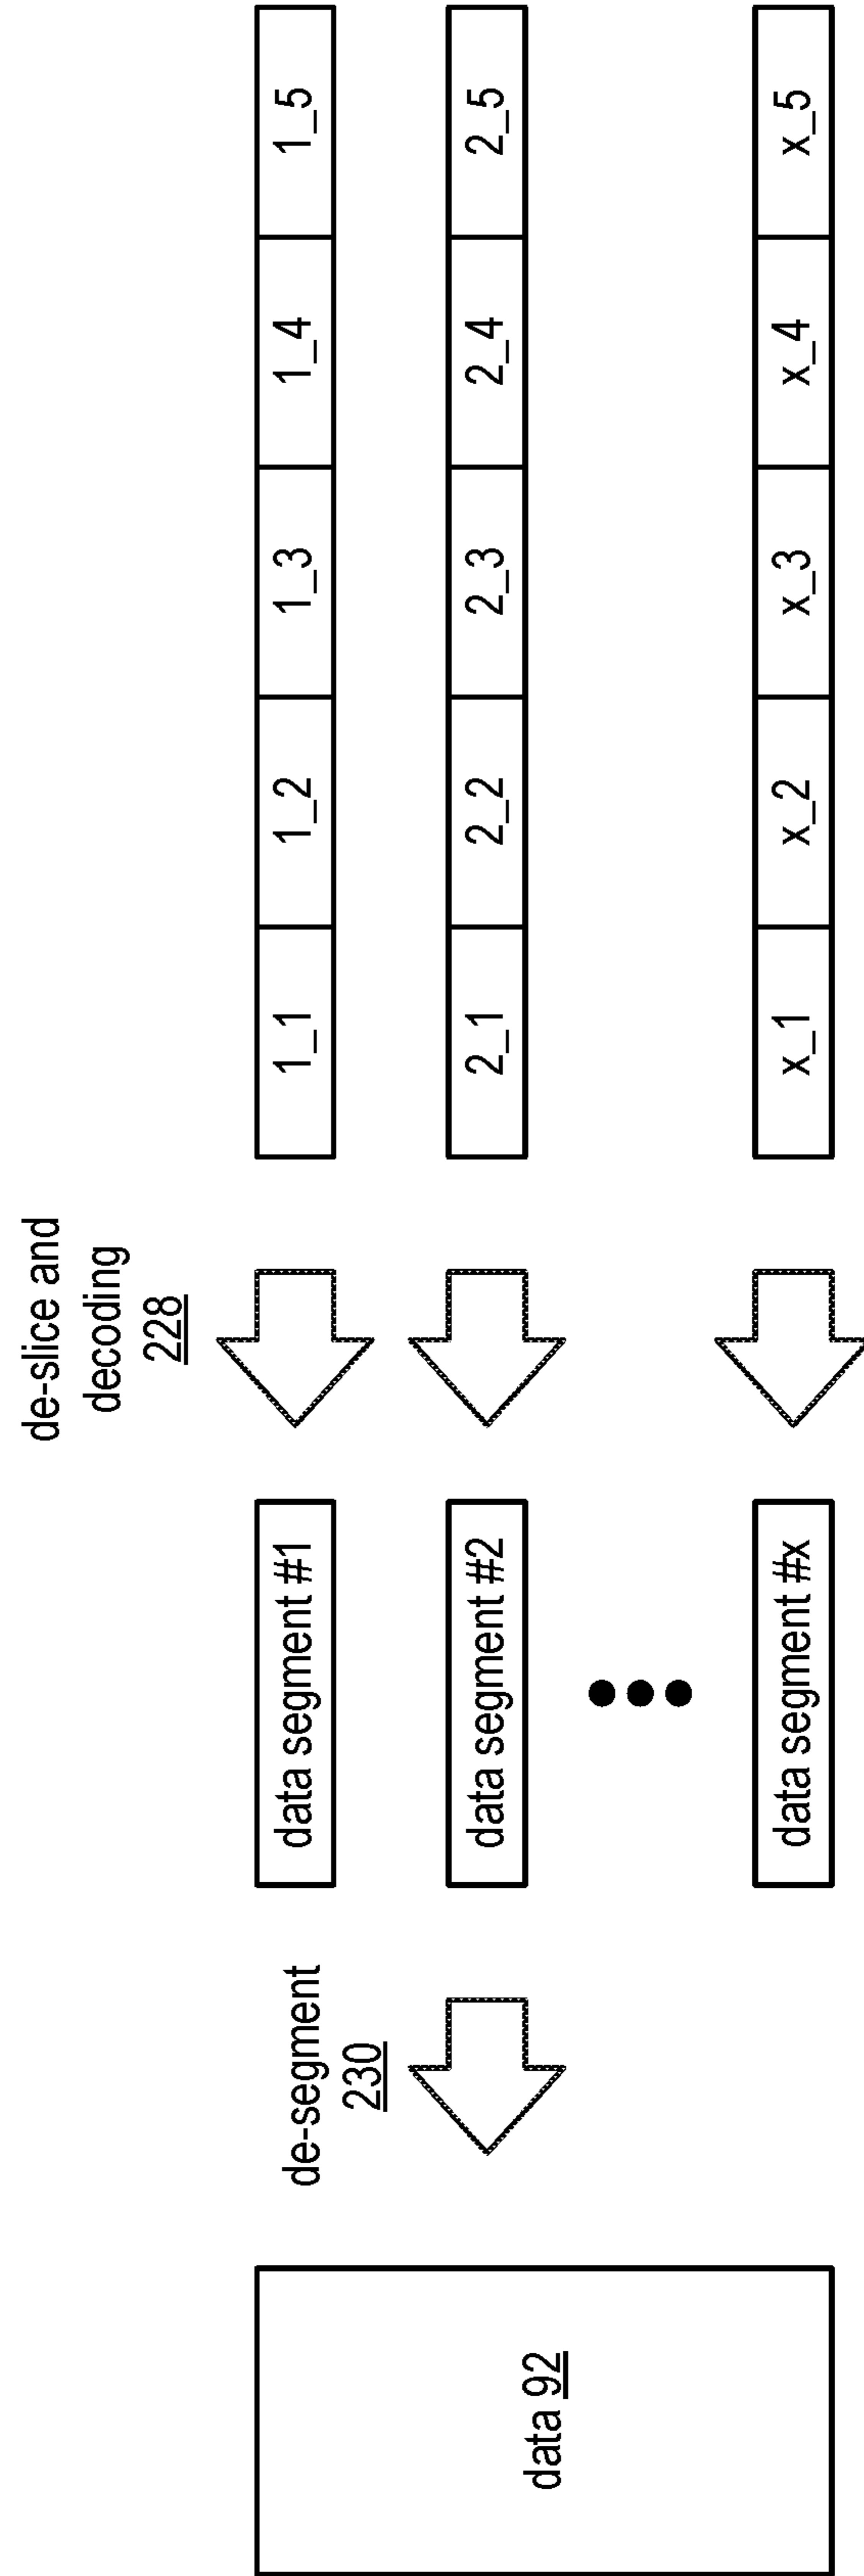 de-slice and
decoding
228
de-segment
230
data 92
data segment #1
1_1
1_2
1_3
1_4
1_5
data segment #2
2_1
2_2
2_3
2_4
2_5
data segment #x
x_1
x_2
x_3
x_4
x_5